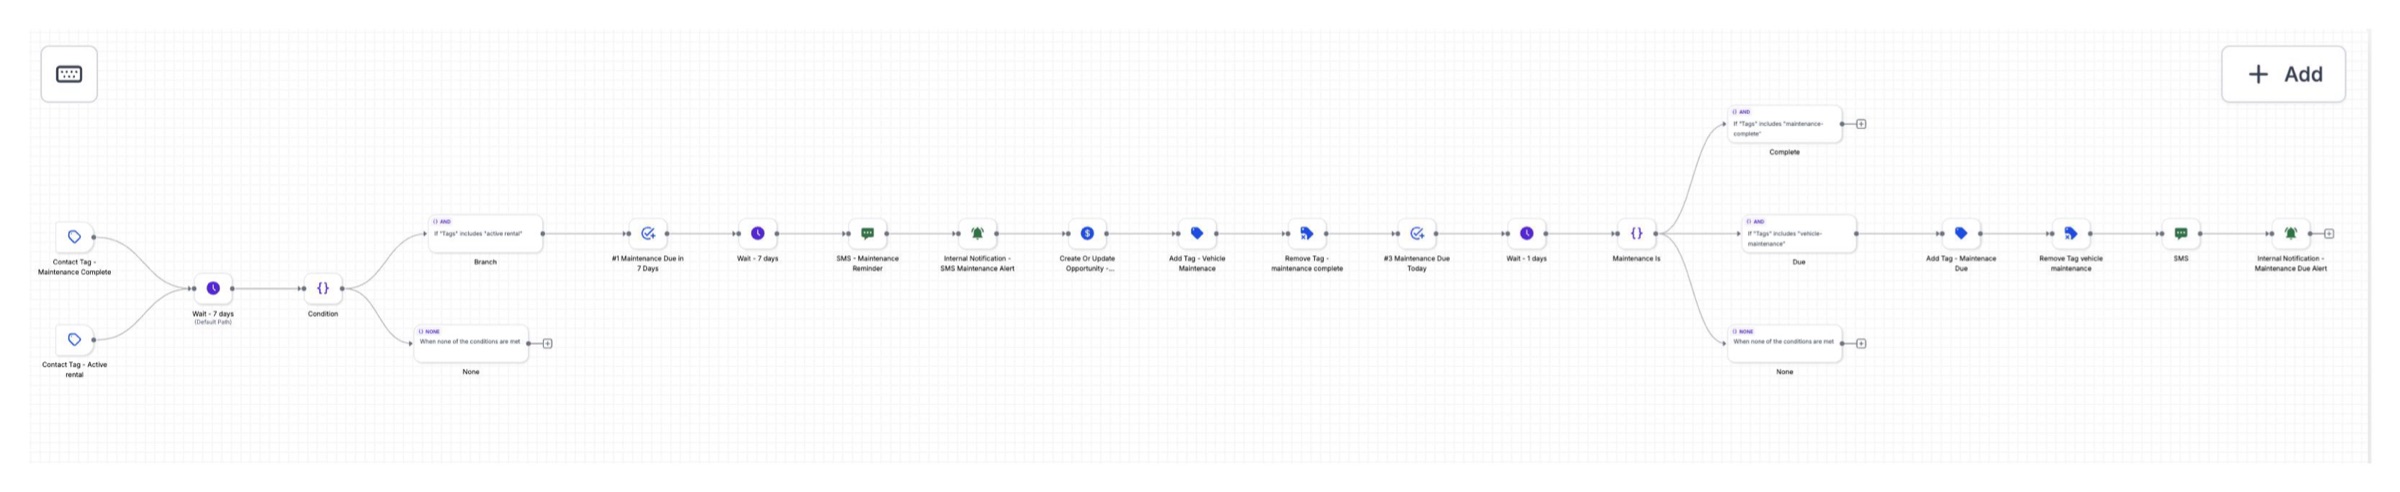 + Add
Contact Tag -
Maintenance Complete
Contact Tag - Active
rental
Wait - 7 days
(Default Path)
Condition
AND
If "Tags" includes "active rental"
Branch
NONE
When none of the conditions are met
None
#1 Maintenance Due in
7 Days
Wait - 7 days
SMS - Maintenance
Reminder
Internal Notification -
SMS Maintenance Alert
Create Or Update
Opportunity -...
Add Tag - Vehicle
Maintenace
Remove Tag -
maintenance complete
#3 Maintenance Due
Today
Wait - 1 days
Maintenance Is
AND
If "Tags" includes "maintenance-
complete"
Complete
AND
If "Tags" includes "vehicle-
maintenance"
Due
NONE
When none of the conditions are met
None
Add Tag - Maintenace
Due
Remove Tag vehicle
maintenance
SMS
Internal Notification -
Maintenance Due Alert